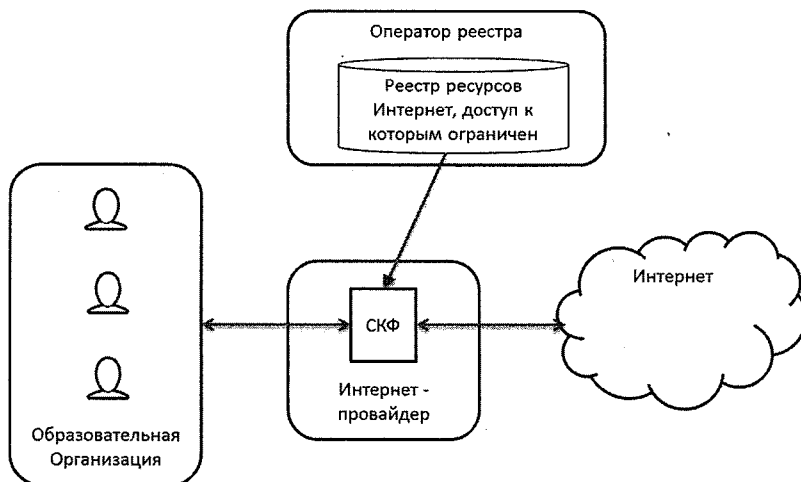 Оператор реестра
Реестр ресурсов
Интернет, доступ к
которым ограничен
Интернет
СКФ
Интернет -
провайдер
Образовательная
Организация